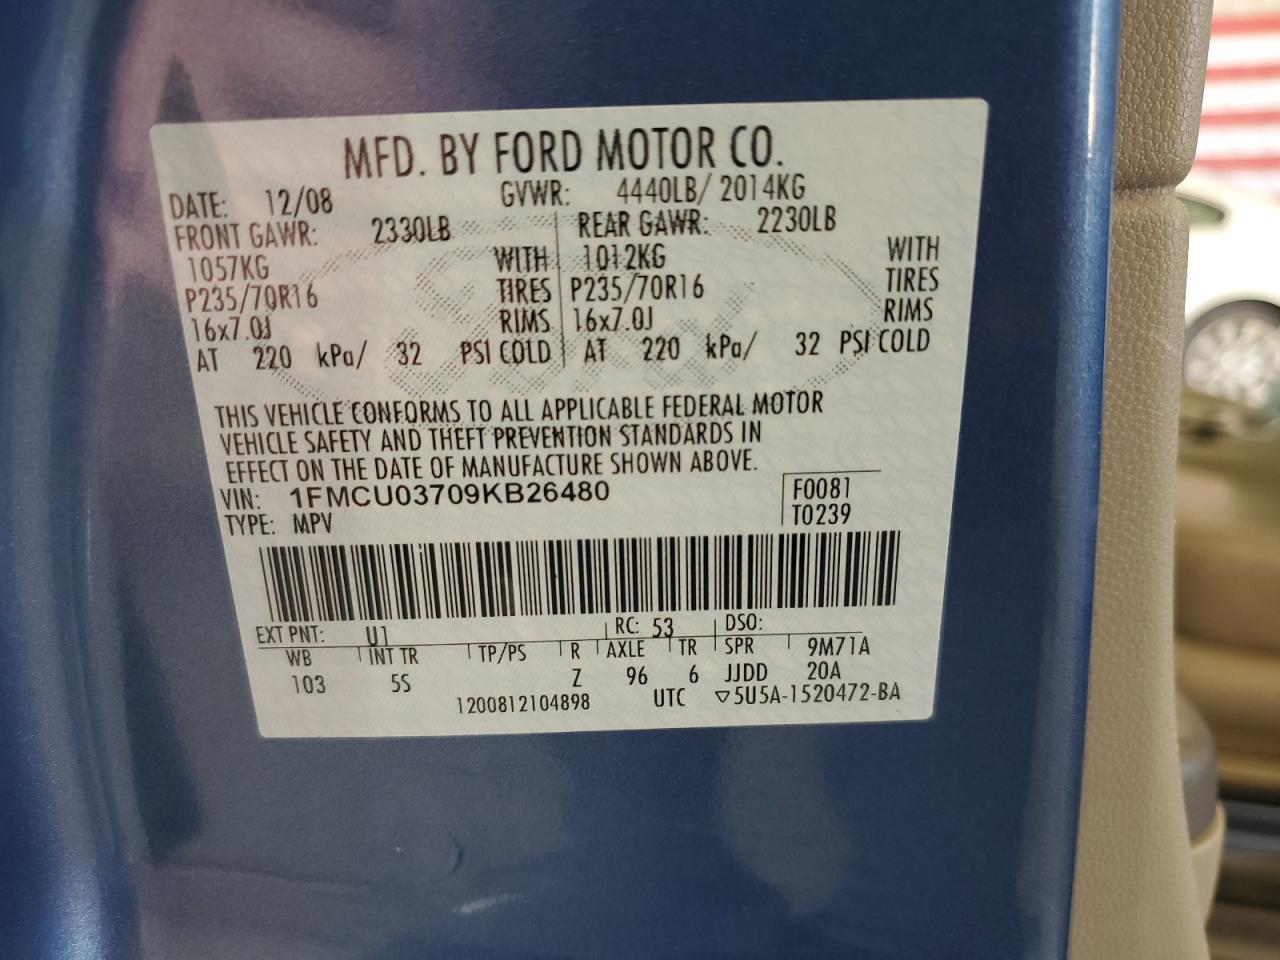 MFD. BY FORD MOTOR CO.
DATE: 12/08 GVWR: 4440LB/ 2014KG
FRONT GAWR: 2330LB REAR GAWR: 2230LB
1057KG WITH 1012KG WITH
P235/70R16 TIRES P235/70R16 TIRES
16x7.0J RIMS 16x7.0J RIMS
AT 220 kPa/ 32 PSI COLD AT 220 kPa/ 32 PSI COLD
THIS VEHICLE CONFORMS TO ALL APPLICABLE FEDERAL MOTOR
VEHICLE SAFETY AND THEFT PREVENTION STANDARDS IN
EFFECT ON THE DATE OF MANUFACTURE SHOWN ABOVE.
VIN: 1FMCU03709KB26480 F0081
TYPE: MPV T0239
EXT PNT: U1 RC: 53 DSO:
WB INT TR TP/PS R AXLE TR SPR 9M71A
103 5S Z 96 6 JJDD 20A
1200812104898 UTC ▽5U5A-1520472-BA